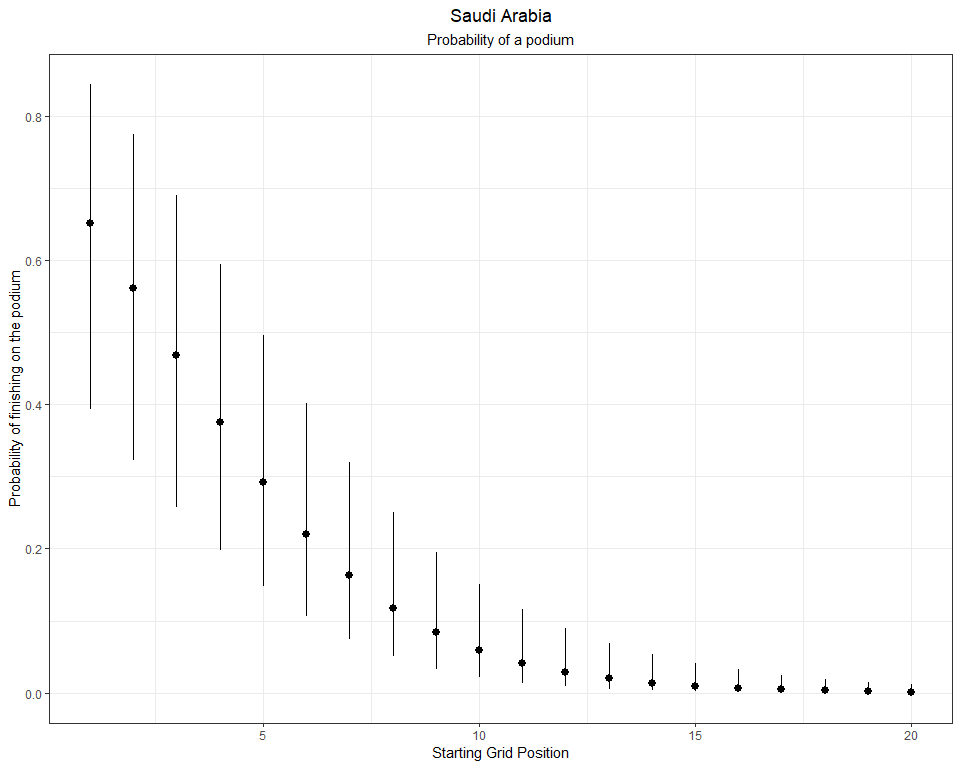 Saudi Arabia
Probability of a podium
Probability of finishing on the podium
0.8
0.6
0.4
0.2
0.0
5
10
15
20
Starting Grid Position